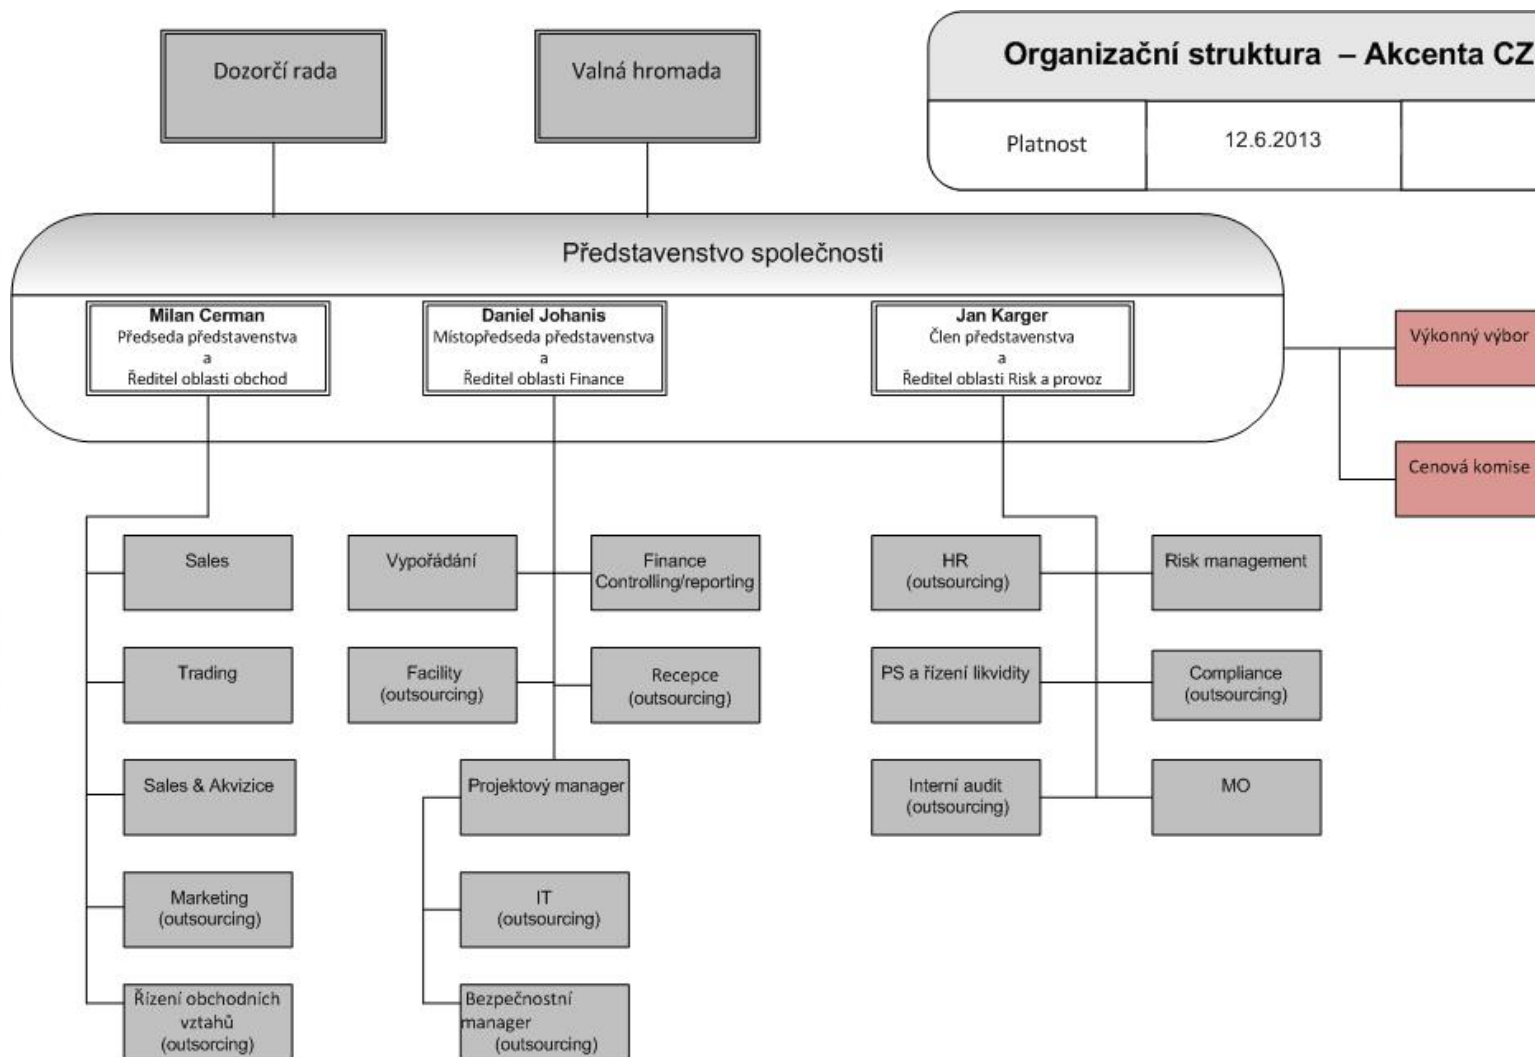 Dozorčí rada
Valná hromada
Organizační struktura – Akcenta CZ
Platnost
12.6.2013
Představenstvo společnosti
Milan Cerman
Předseda představenstva
a
Ředitel oblasti obchod
Daniel Johanis
Místopředseda představenstva
a
Ředitel oblasti Finance
Jan Karger
Člen představenstva
a
Ředitel oblasti Risk a provoz
Výkonný výbor
Cenová komise
Sales
Trading
Sales & Akvizice
Marketing
(outsourcing)
Řízení obchodních
vztahů
(outsorcing)
Vypořádání
Finance
Controlling/reporting
Facility
(outsourcing)
Recepce
(outsourcing)
Projektový manager
IT
(outsourcing)
Bezpečnostní
manager
(outsourcing)
HR
(outsourcing)
Risk management
PS a řízení likvidity
Compliance
(outsourcing)
Interní audit
(outsourcing)
MO